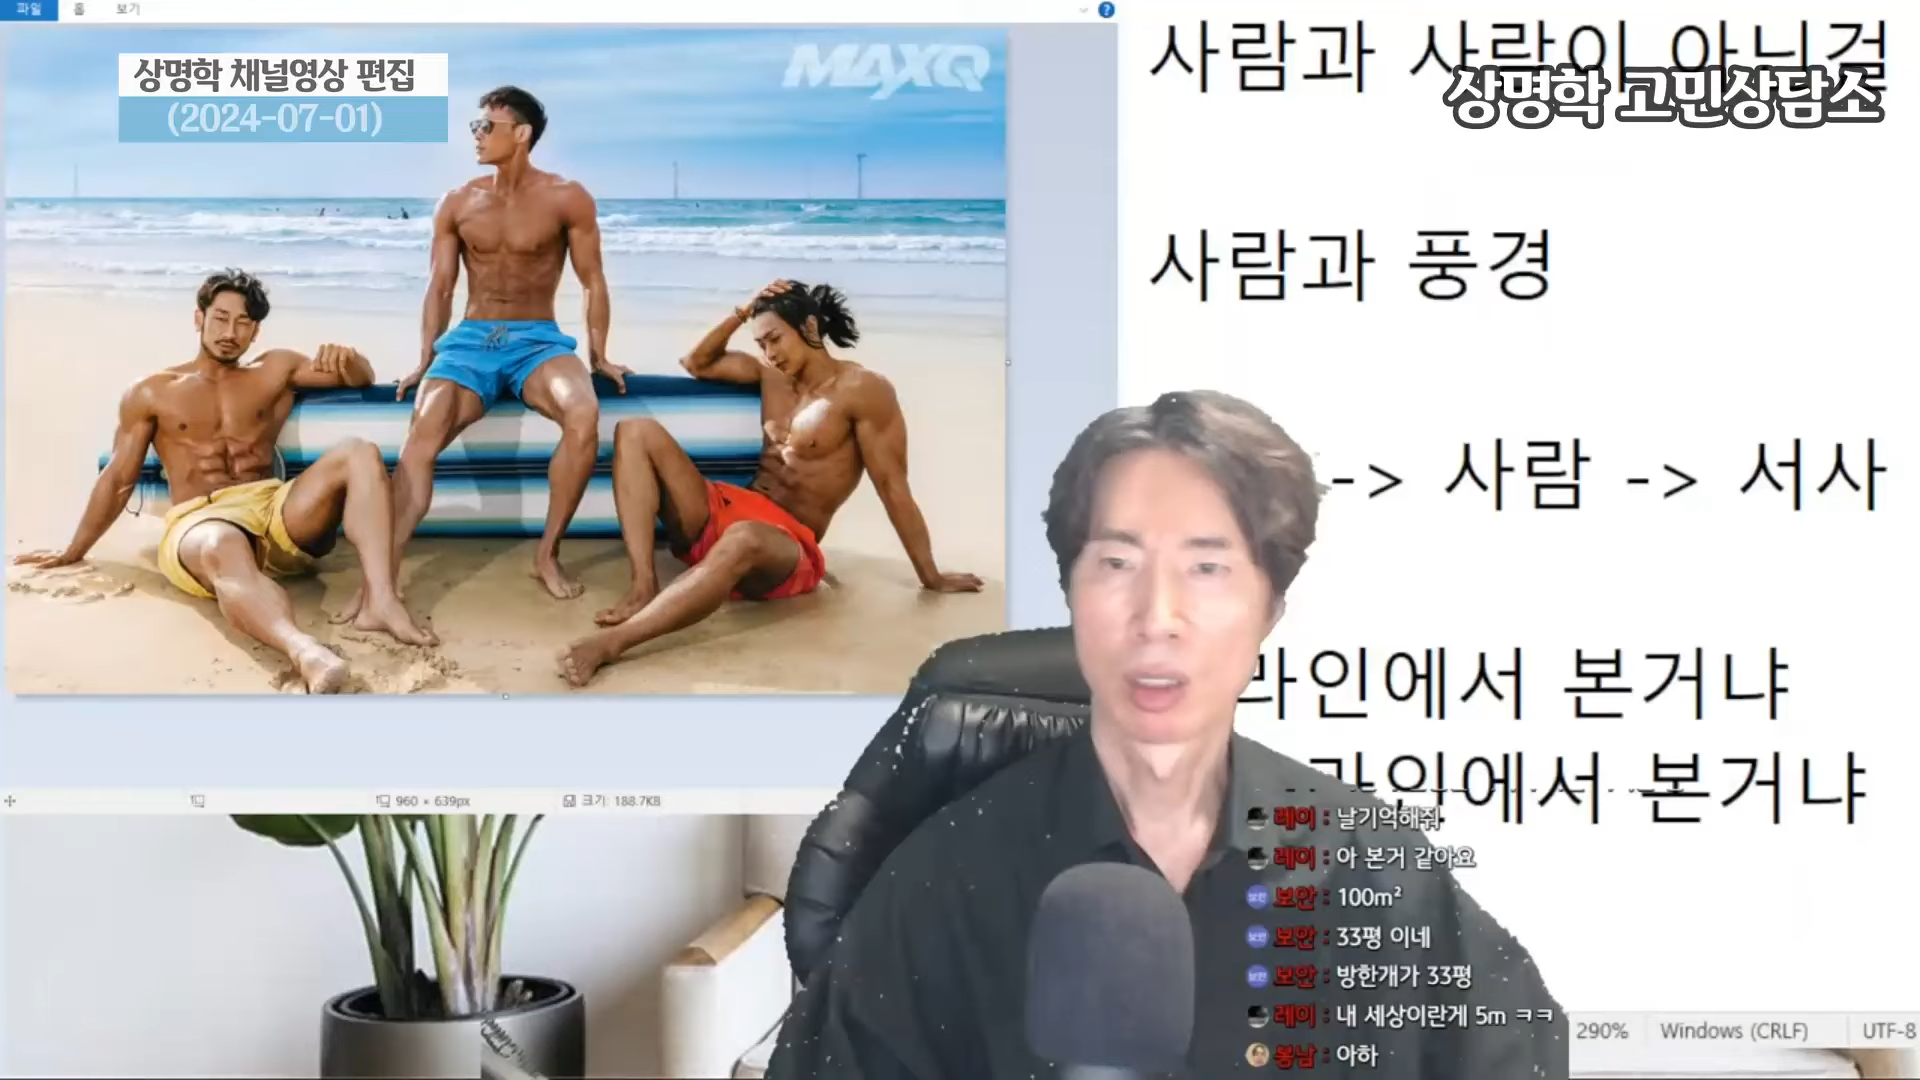 파일 홈 보기
MAXQ
상명학 채널영상 편집
(2024-07-01)
사람과 사람이 아닌걸
상명학 고민상담소
사람과 풍경
-> 사람 -> 서사
라인에서 본거냐
라인에서 본거냐
960 × 639px
크기: 188.7KB
레이 : 날기억해줘
레이 : 아 본거 같아요
보안 : 100m²
보안 : 33평 이네
보안 : 방한개가 33평
레이 : 내 세상이란게 5m ㅋㅋ
봉남 : 아하
290% Windows (CRLF) UTF-8